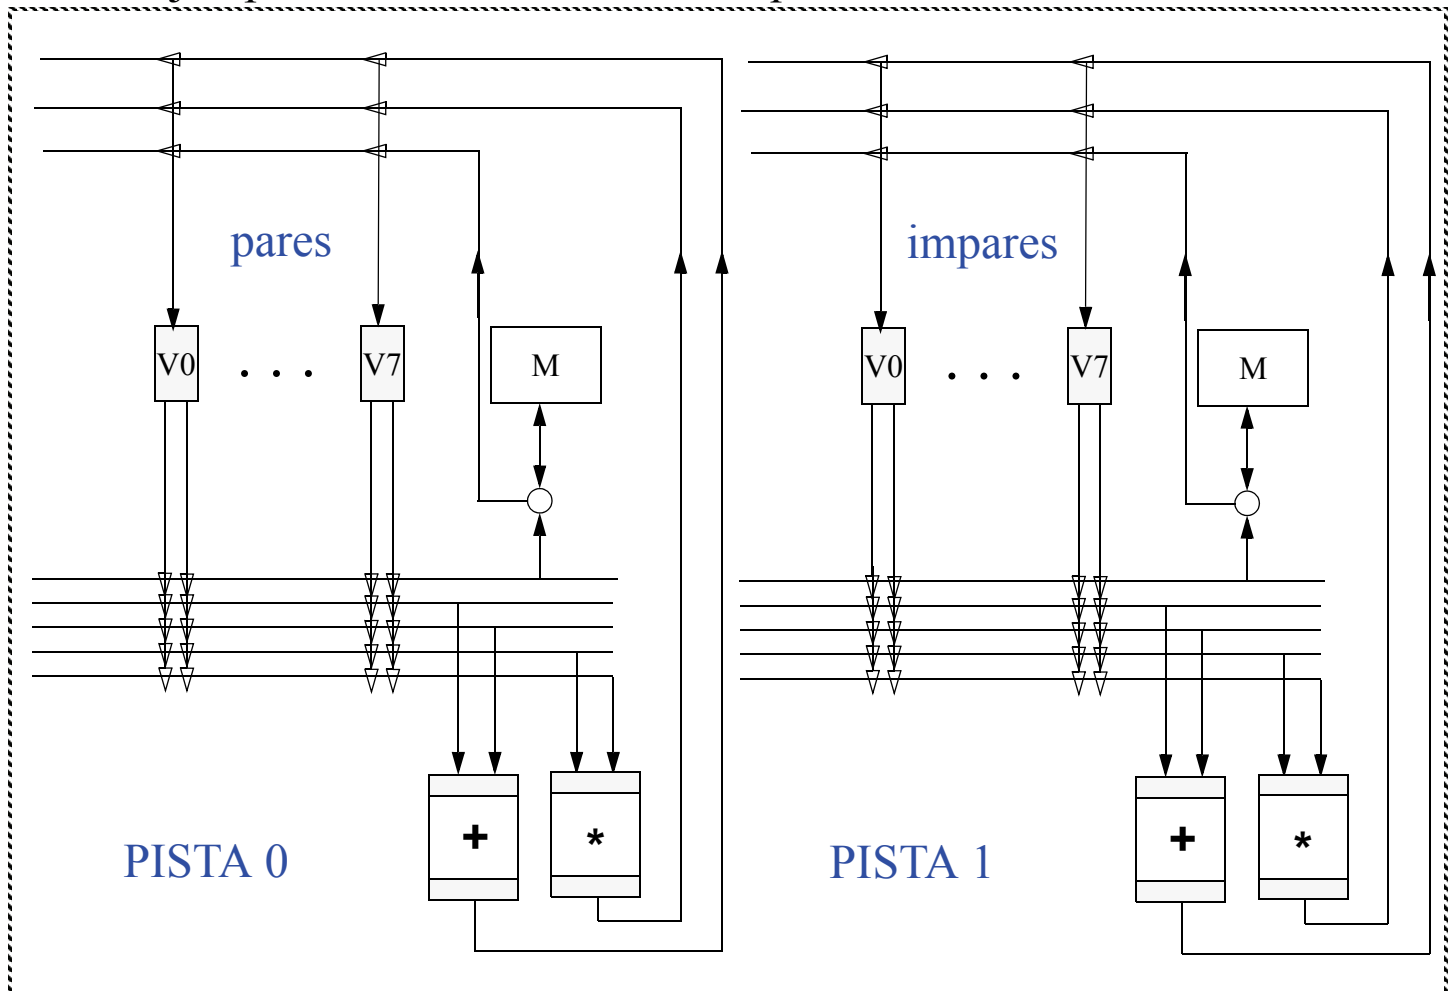 pares
impares
V0
. . .
V7
M
V0
. . .
V7
M
+
*
+
*
PISTA 0
PISTA 1